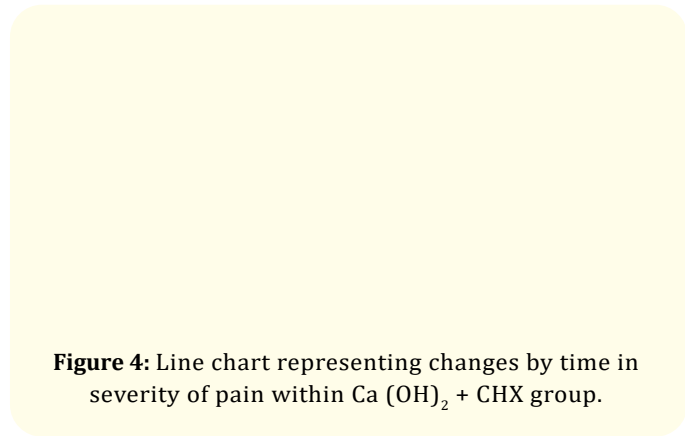 Figure 4: Line chart representing changes by time in
severity of pain within Ca (OH)₂ + CHX group.